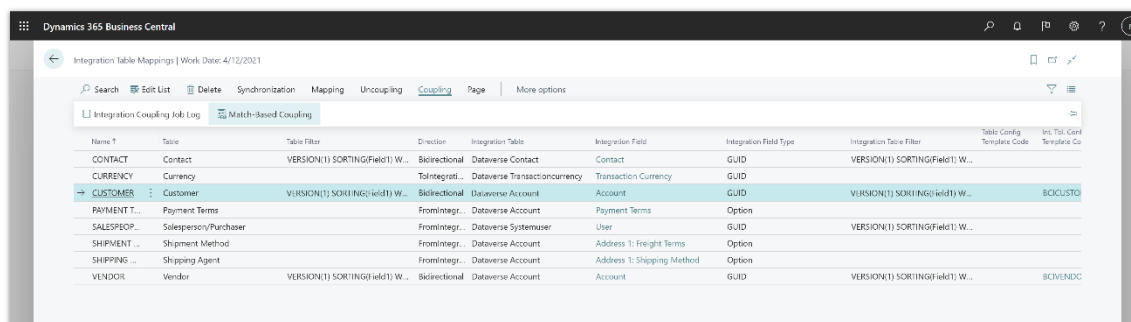 Dynamics 365 Business Central
?
Integration Table Mappings | Work Date: 4/12/2021
Search Edit List Delete Synchronization Mapping Uncoupling Coupling Page More options
Integration Coupling Job Log Match-Based Coupling
Table Config Int. Tbl. Conf
Name ↑ Table Table Filter Direction Integration Table Integration Field Integration Field Type Integration Table Filter Template Code Template Co
CONTACT Contact VERSION(1) SORTING(Field1) W... Bidirectional Dataverse Contact Contact GUID VERSION(1) SORTING(Field1) W...
CURRENCY Currency ToIntegrati... Dataverse Transactioncurrency Transaction Currency GUID
→ CUSTOMER Customer VERSION(1) SORTING(Field1) W... Bidirectional Dataverse Account Account GUID VERSION(1) SORTING(Field1) W... BCICUSTO
PAYMENT T... Payment Terms FromIntegr... Dataverse Account Payment Terms Option
SALESPEOP... Salesperson/Purchaser FromIntegr... Dataverse Systemuser User GUID VERSION(1) SORTING(Field1) W...
SHIPMENT ... Shipment Method FromIntegr... Dataverse Account Address 1: Freight Terms Option
SHIPPING ... Shipping Agent FromIntegr... Dataverse Account Address 1: Shipping Method Option
VENDOR Vendor VERSION(1) SORTING(Field1) W... Bidirectional Dataverse Account Account GUID VERSION(1) SORTING(Field1) W... BCIVENDO